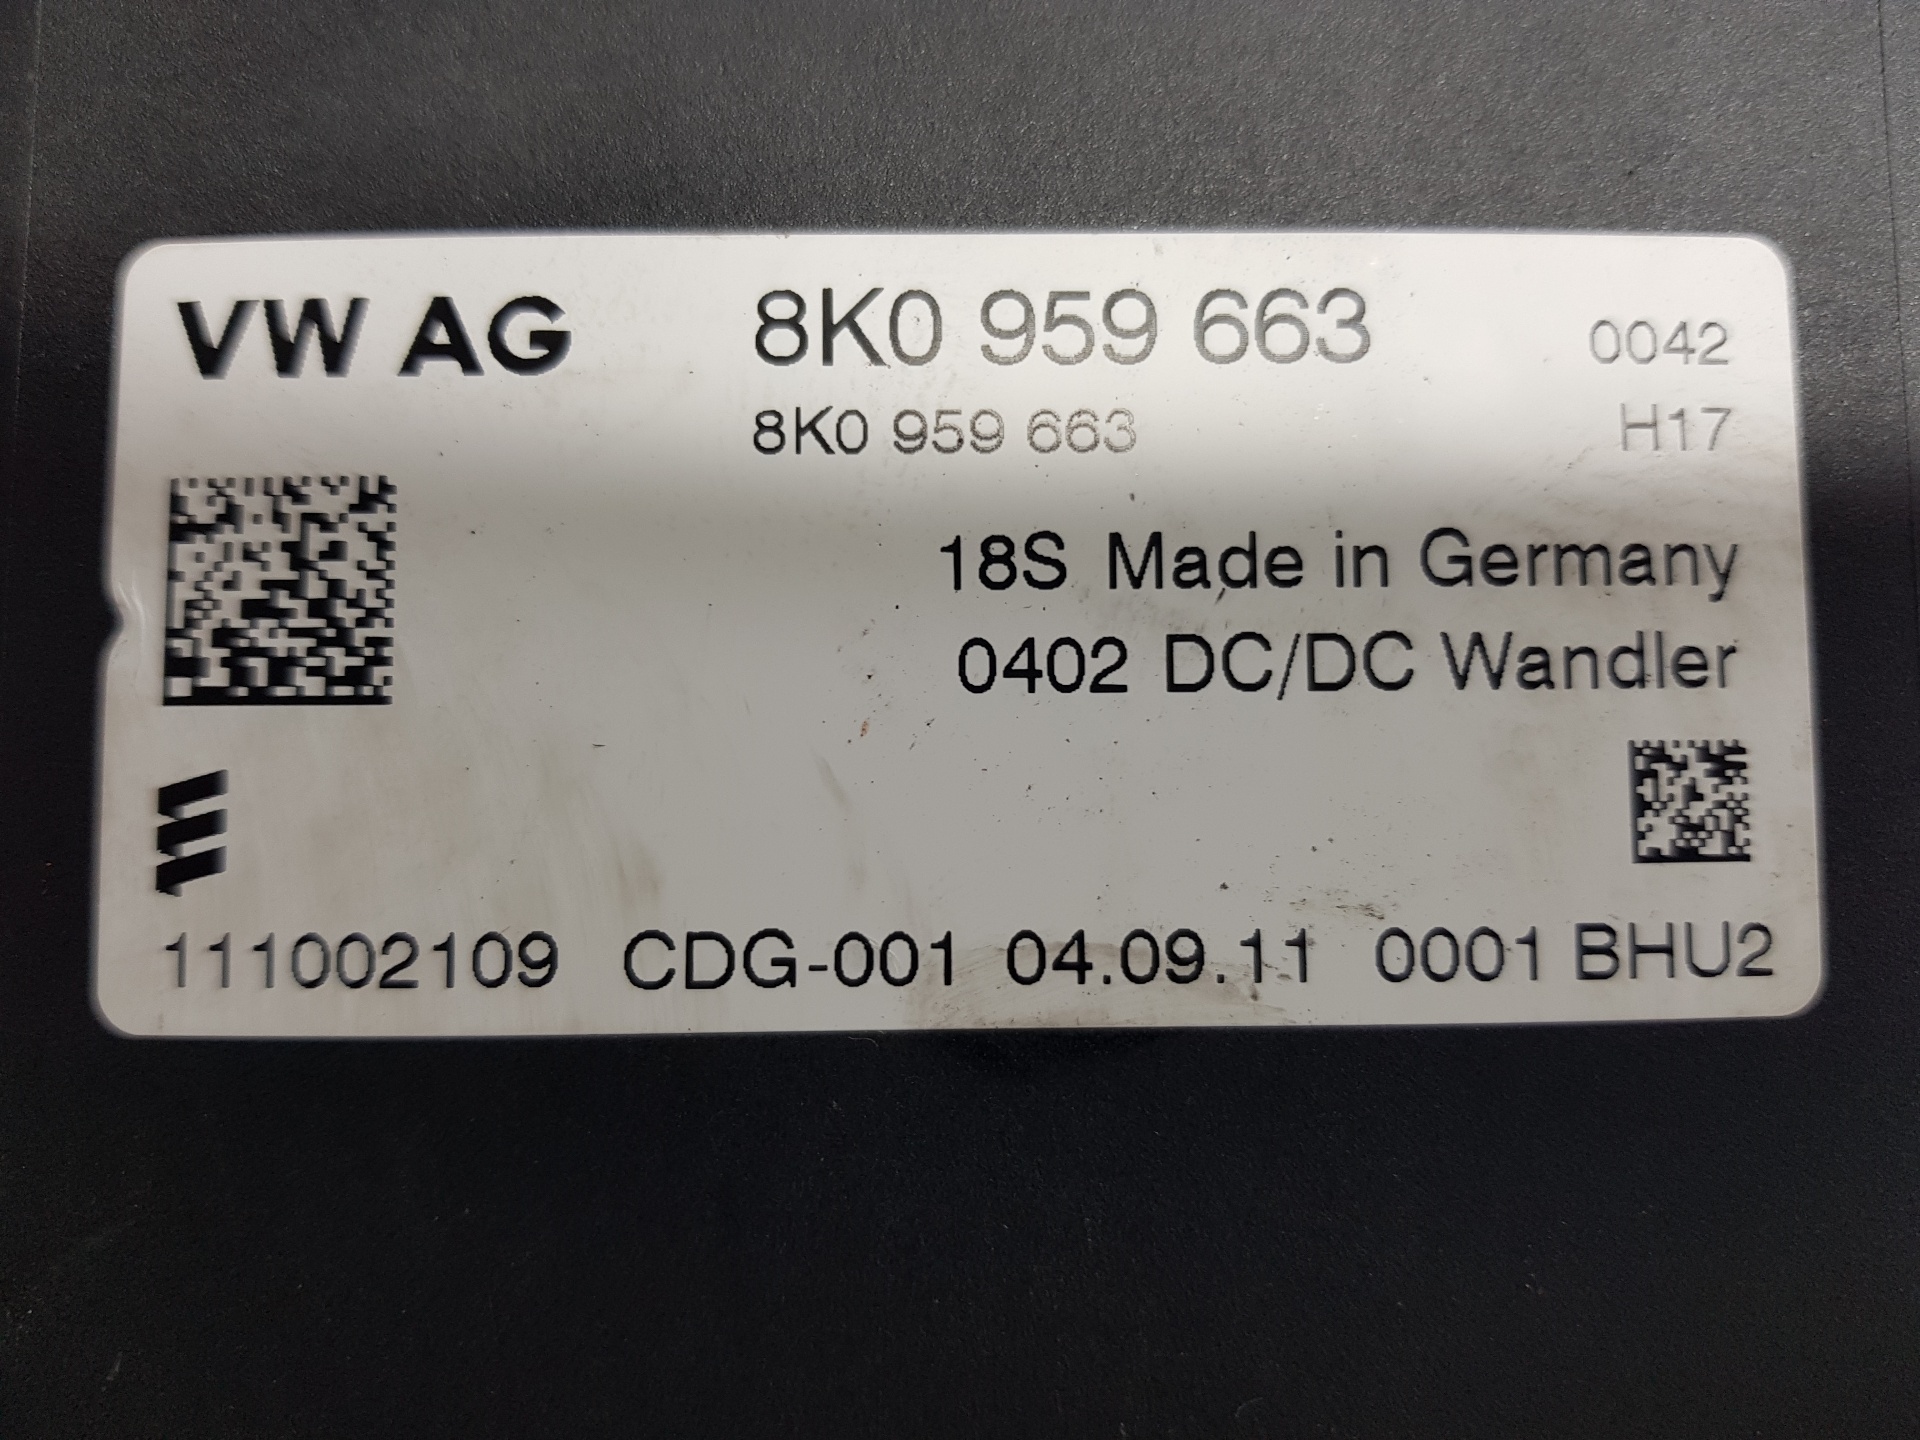 VW AG 8K0 959 663 0042
8K0 959 663 H17
18S Made in Germany
0402 DC/DC Wandler
111002109 CDG-001 04.09.11 0001 BHU2